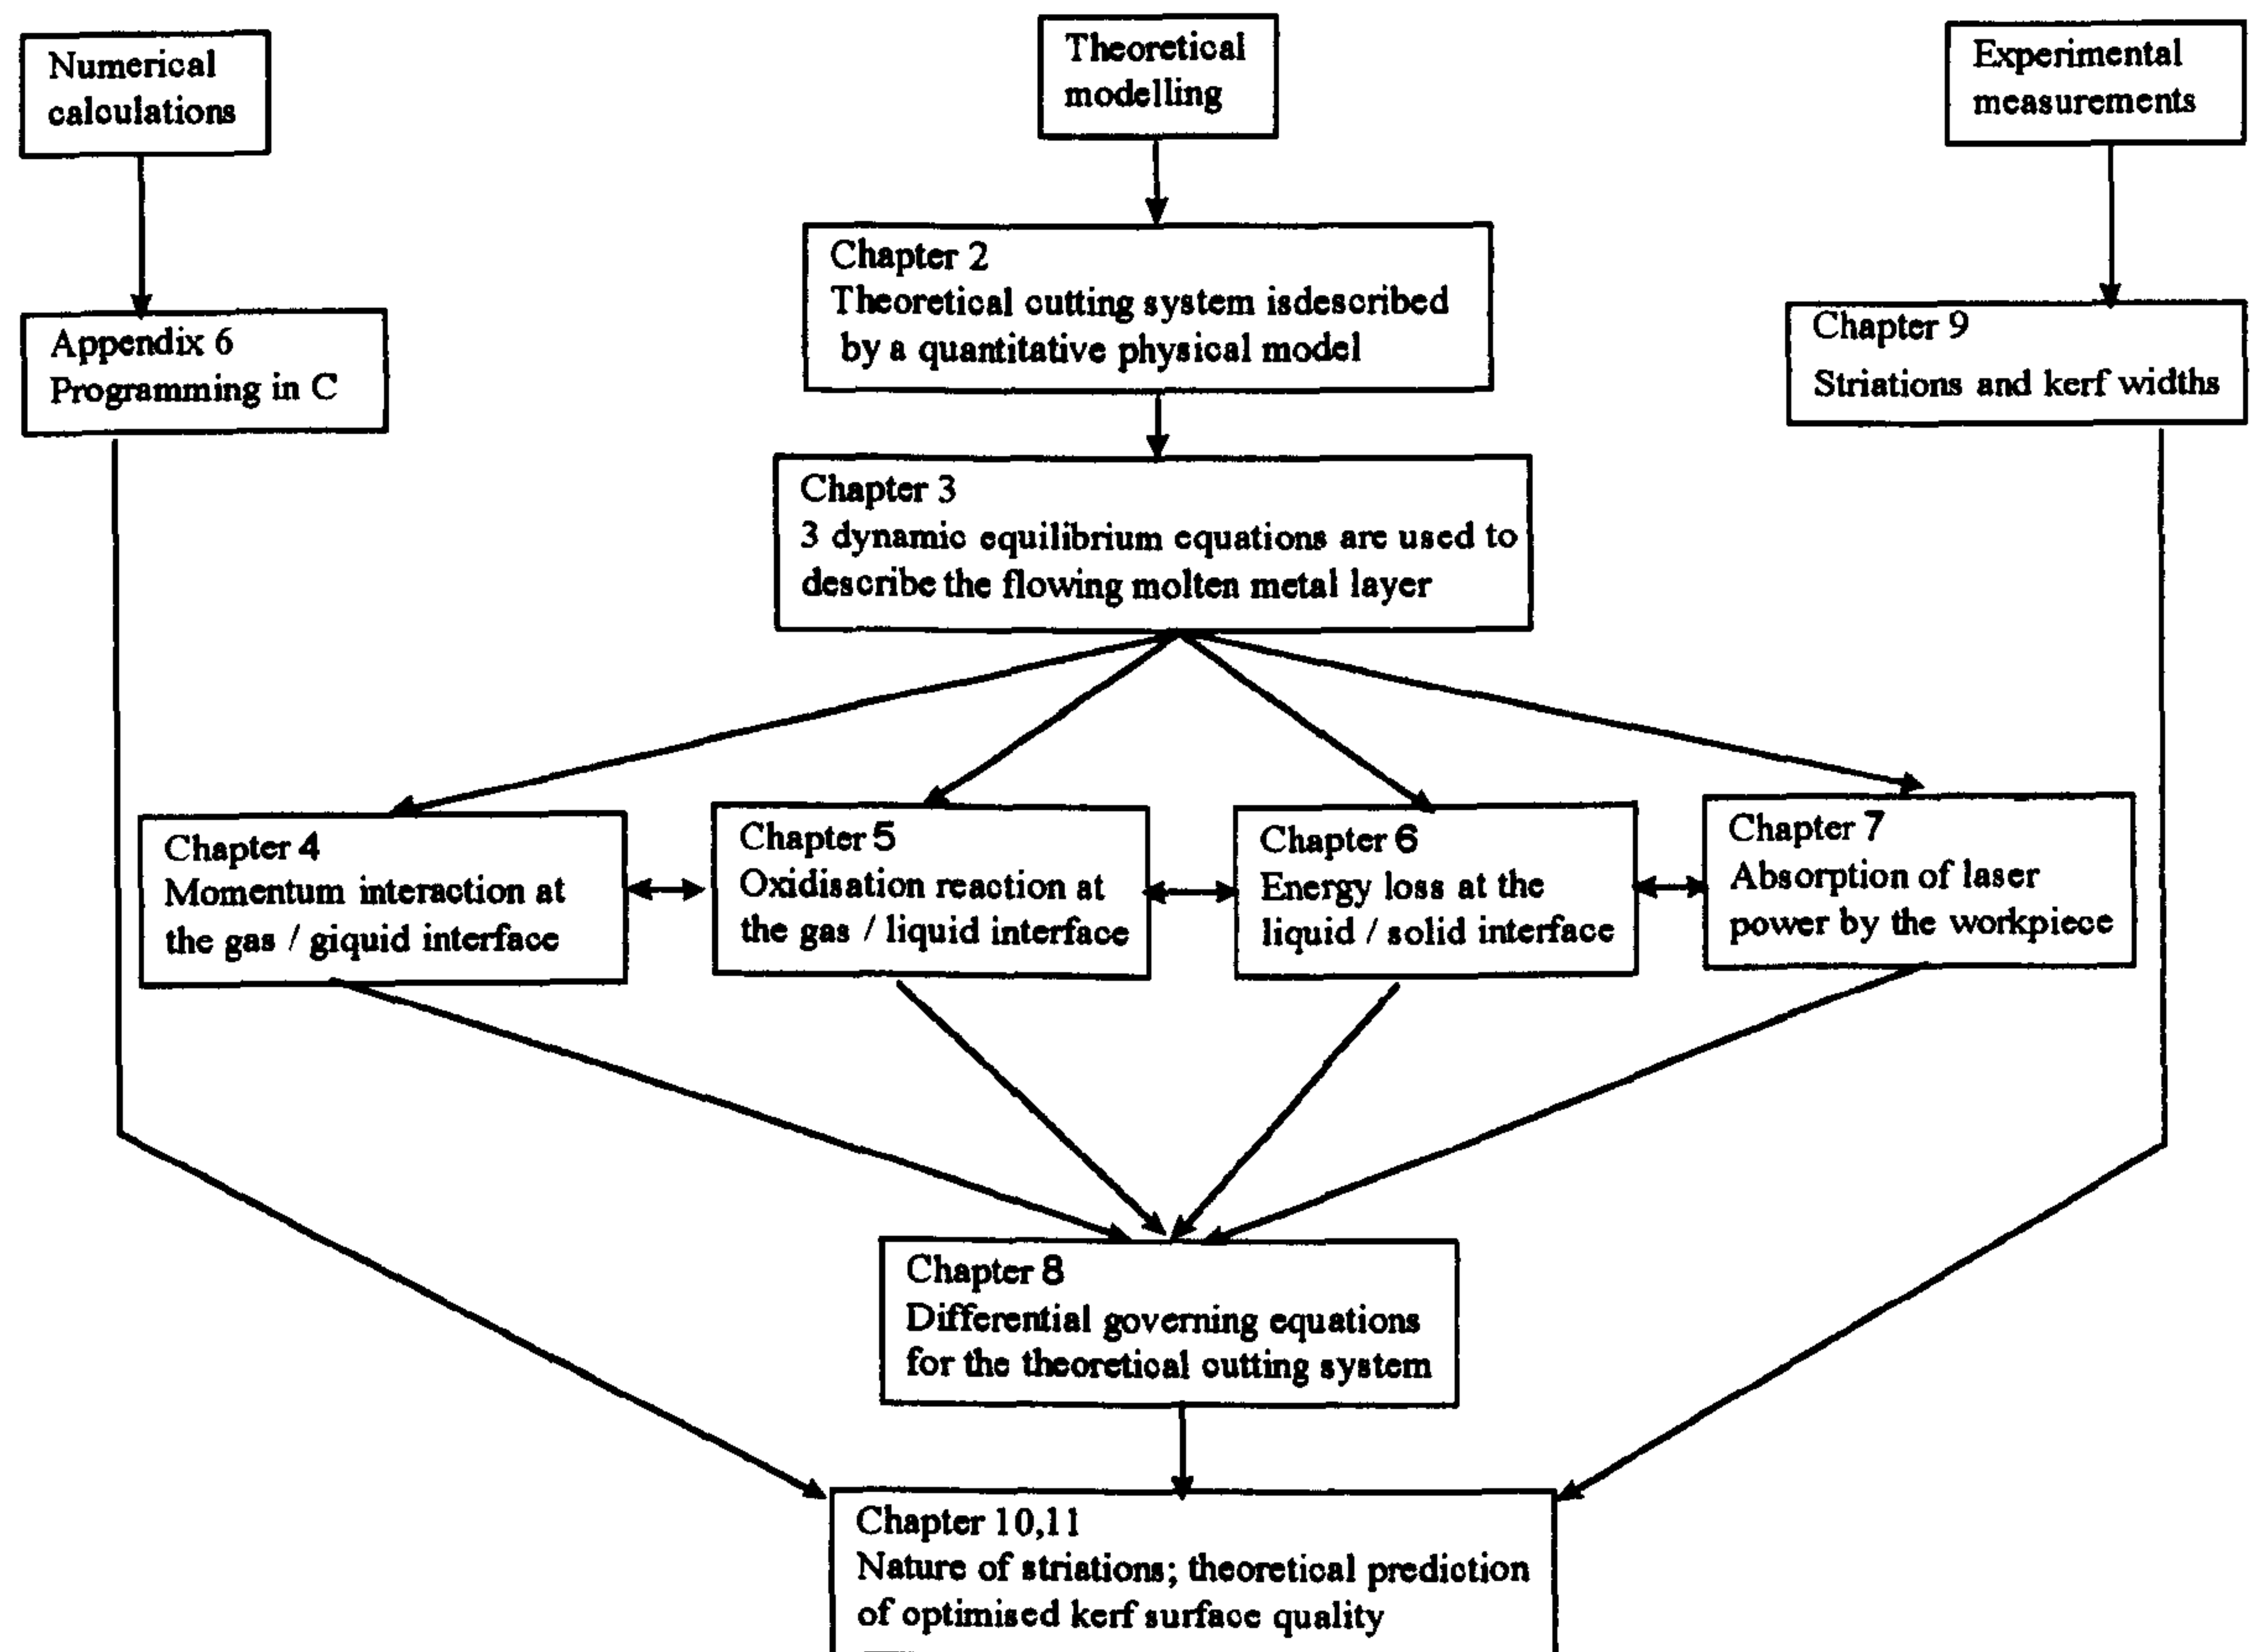 Numerical
calculations
Theoretical
modelling
Experimental
measurements
Chapter 2
Theoretical cutting system isdescribed
by a quantitative physical model
Appendix 6
Programming in C
Chapter 9
Striations and kerf widths
Chapter 3
3 dynamic equilibrium equations are used to
describe the flowing molten metal layer
Chapter 4
Momentum interaction at
the gas / giquid interface
Chapter 5
Oxidisation reaction at
the gas / liquid interface
Chapter 6
Energy loss at the
liquid / solid interface
Chapter 7
Absorption of laser
power by the workpiece
Chapter 8
Differential governing equations
for the theoretical cutting system
Chapter 10,11
Nature of striations; theoretical prediction
of optimised kerf surface quality